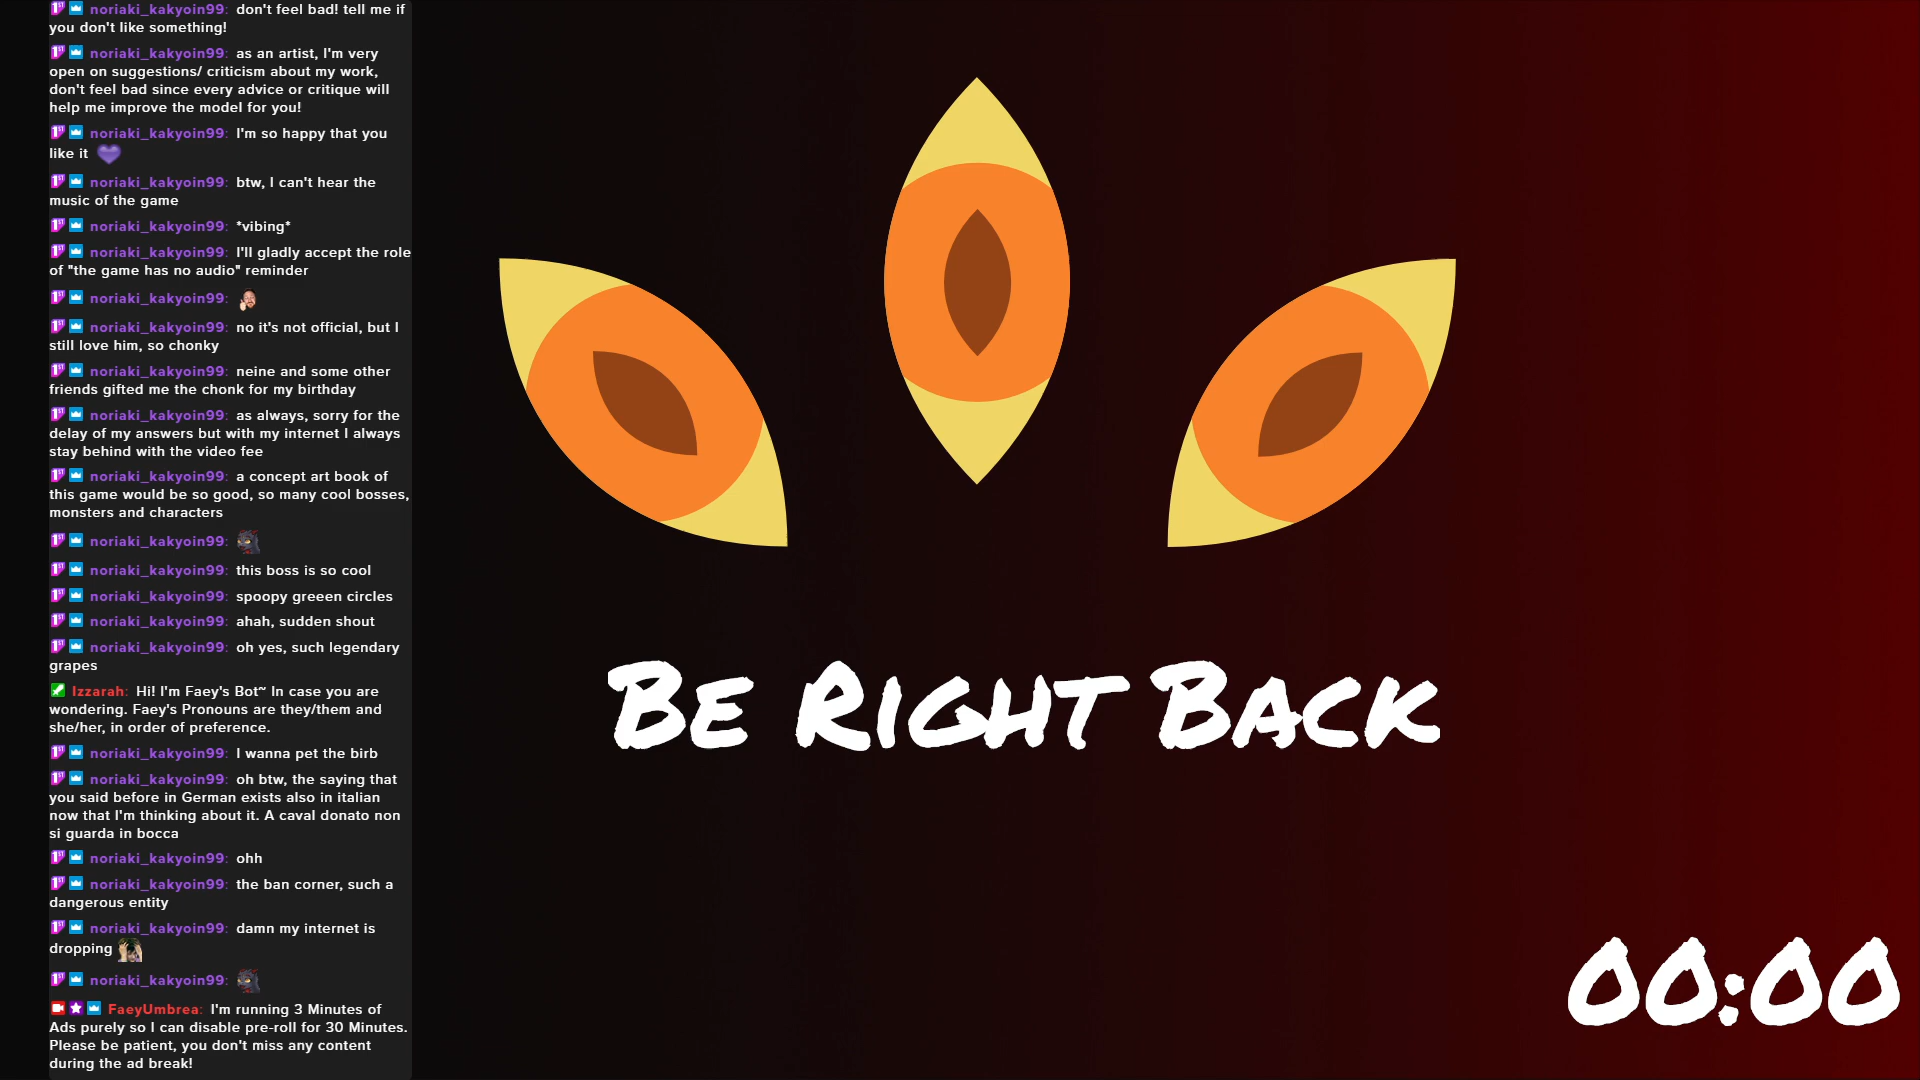 noriaki_kakyoin99: don't feel bad! tell me if
you don't like something!
noriaki_kakyoin99: as an artist, I'm very
open on suggestions/ criticism about my work,
don't feel bad since every advice or critique will
help me improve the model for you!
noriaki_kakyoin99: I'm so happy that you
like it
noriaki_kakyoin99: btw, I can't hear the
music of the game
noriaki_kakyoin99: *vibing*
noriaki_kakyoin99: I'll gladly accept the role
of "the game has no audio" reminder
noriaki_kakyoin99:
noriaki_kakyoin99: no it's not official, but I
still love him, so chonky
noriaki_kakyoin99: neine and some other
friends gifted me the chonk for my birthday
noriaki_kakyoin99: as always, sorry for the
delay of my answers but with my internet I always
stay behind with the video fee
noriaki_kakyoin99: a concept art book of
this game would be so good, so many cool bosses,
monsters and characters
noriaki_kakyoin99:
noriaki_kakyoin99: this boss is so cool
noriaki_kakyoin99: spoopy greeen circles
noriaki_kakyoin99: ahah, sudden shout
noriaki_kakyoin99: oh yes, such legendary
grapes
Izzarah: Hi! I'm Faey's Bot~ In case you are
wondering. Faey's Pronouns are they/them and
she/her, in order of preference.
noriaki_kakyoin99: I wanna pet the birb
noriaki_kakyoin99: oh btw, the saying that
you said before in German exists also in italian
now that I'm thinking about it. A caval donato non
si guarda in bocca
noriaki_kakyoin99: ohh
noriaki_kakyoin99: the ban corner, such a
dangerous entity
noriaki_kakyoin99: damn my internet is
dropping
noriaki_kakyoin99:
FaeyUmbrea: I'm running 3 Minutes of
Ads purely so I can disable pre-roll for 30 Minutes.
Please be patient, you don't miss any content
during the ad break!
Be Right Back
00:00